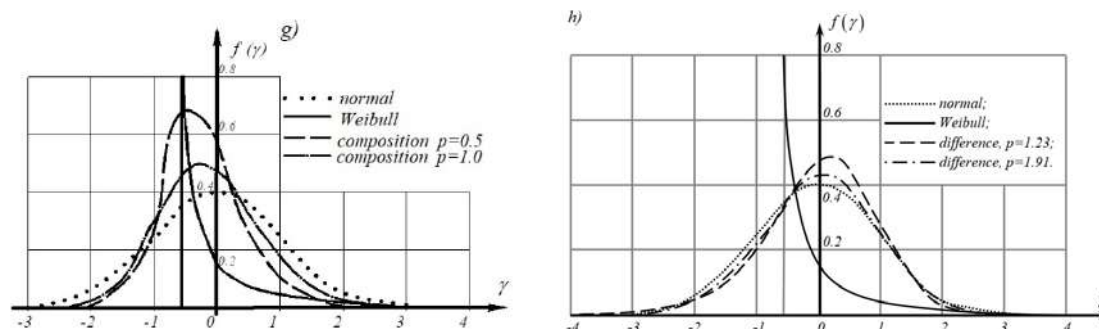 g)
f (γ)
0.8
normal
Weibull
0.6
composition p=0.5
composition p=1.0
0.4
0.2
γ
-3 -2 -1 0 1 2 3 4
h)
f(γ)
0.8
0.6
normal;
Weibull;
difference, p=1.23;
difference, p=1.91.
0.4
0.2
-4 -3 -2 -1 0 1 2 3 4